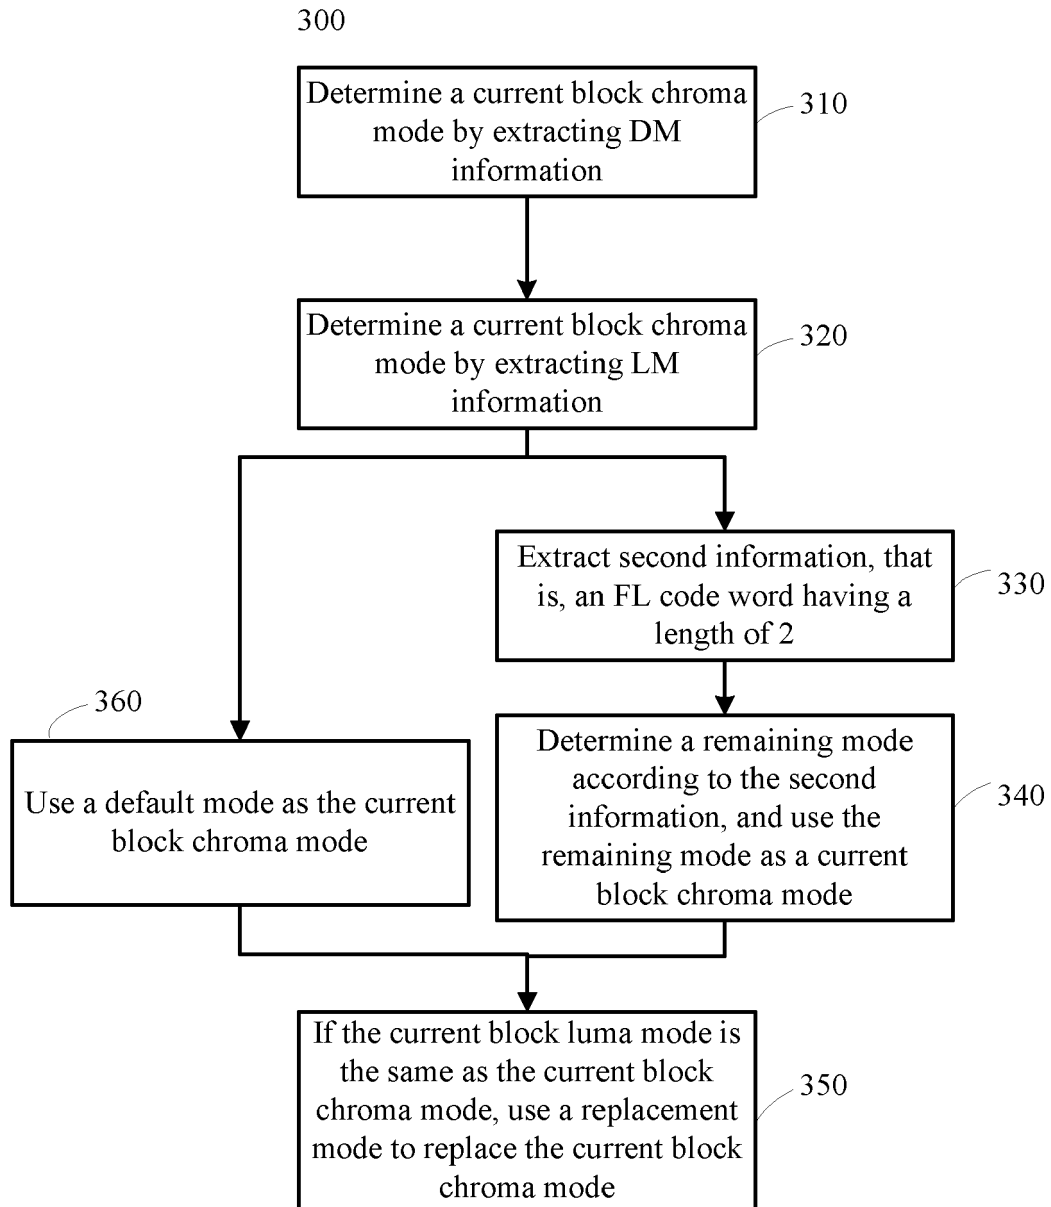 300
Determine a current block chroma
mode by extracting DM
information
310
Determine a current block chroma
mode by extracting LM
information
320
Extract second information, that
is, an FL code word having a
length of 2
330
360
Use a default mode as the current
block chroma mode
Determine a remaining mode
according to the second
information, and use the
remaining mode as a current
block chroma mode
340
If the current block luma mode is
the same as the current block
chroma mode, use a replacement
mode to replace the current block
chroma mode
350